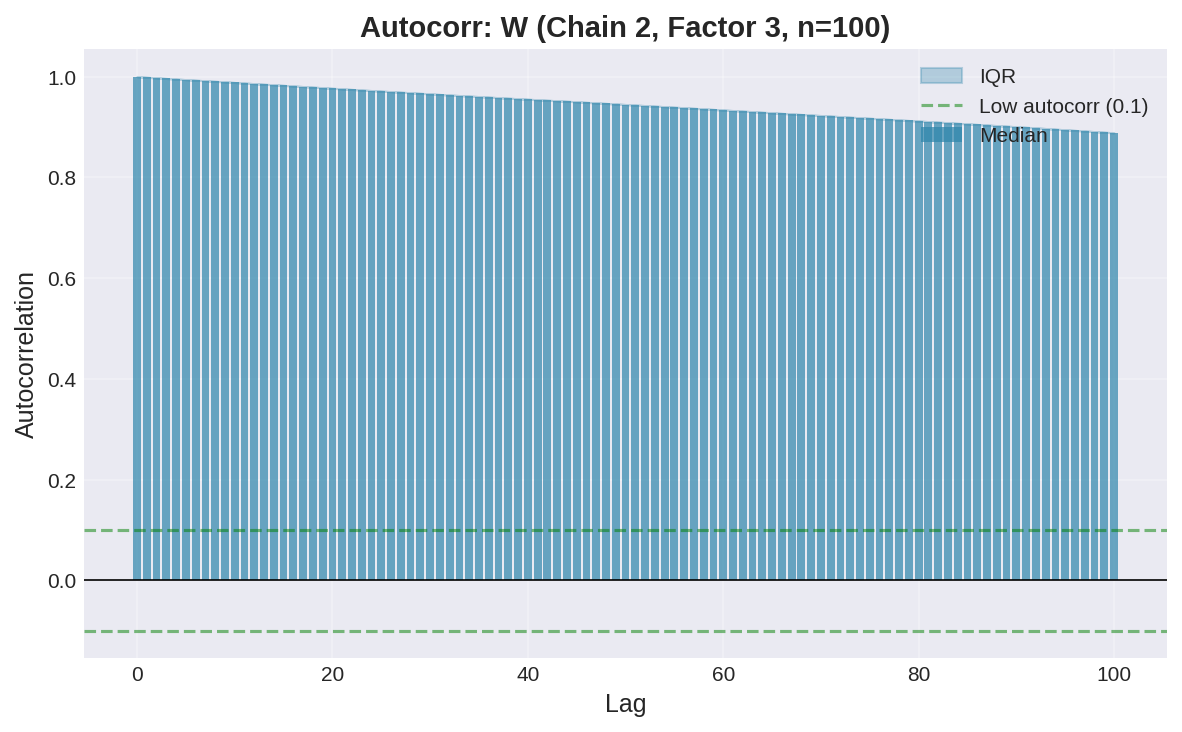 Autocorr: W (Chain 2, Factor 3, n=100)
IQR
Low autocorr (0.1)
Median
Autocorrelation
1.0
0.8
0.6
0.4
0.2
0.0
0 20 40 60 80 100
Lag